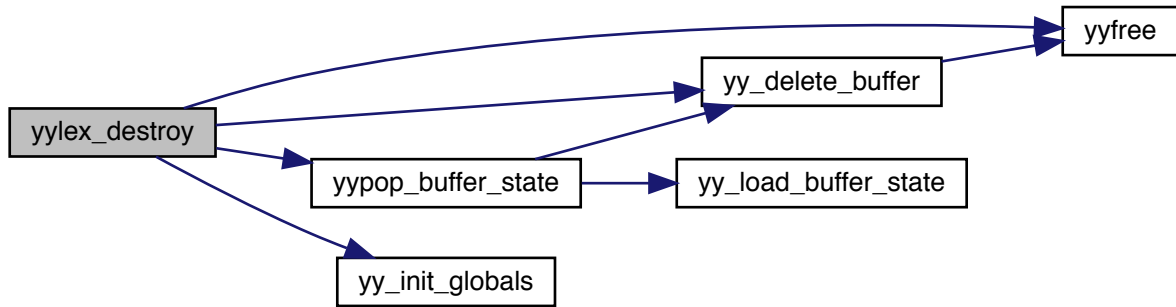 yyfree
yy_delete_buffer
yylex_destroy
yypop_buffer_state
yy_load_buffer_state
yy_init_globals